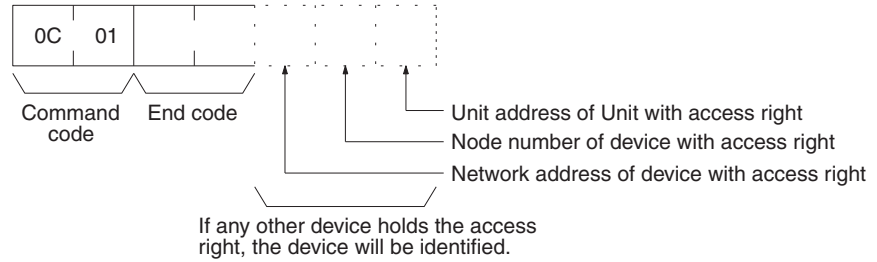 0C 01
Command
code
End code
Unit address of Unit with access right
Node number of device with access right
Network address of device with access right
If any other device holds the access
right, the device will be identified.